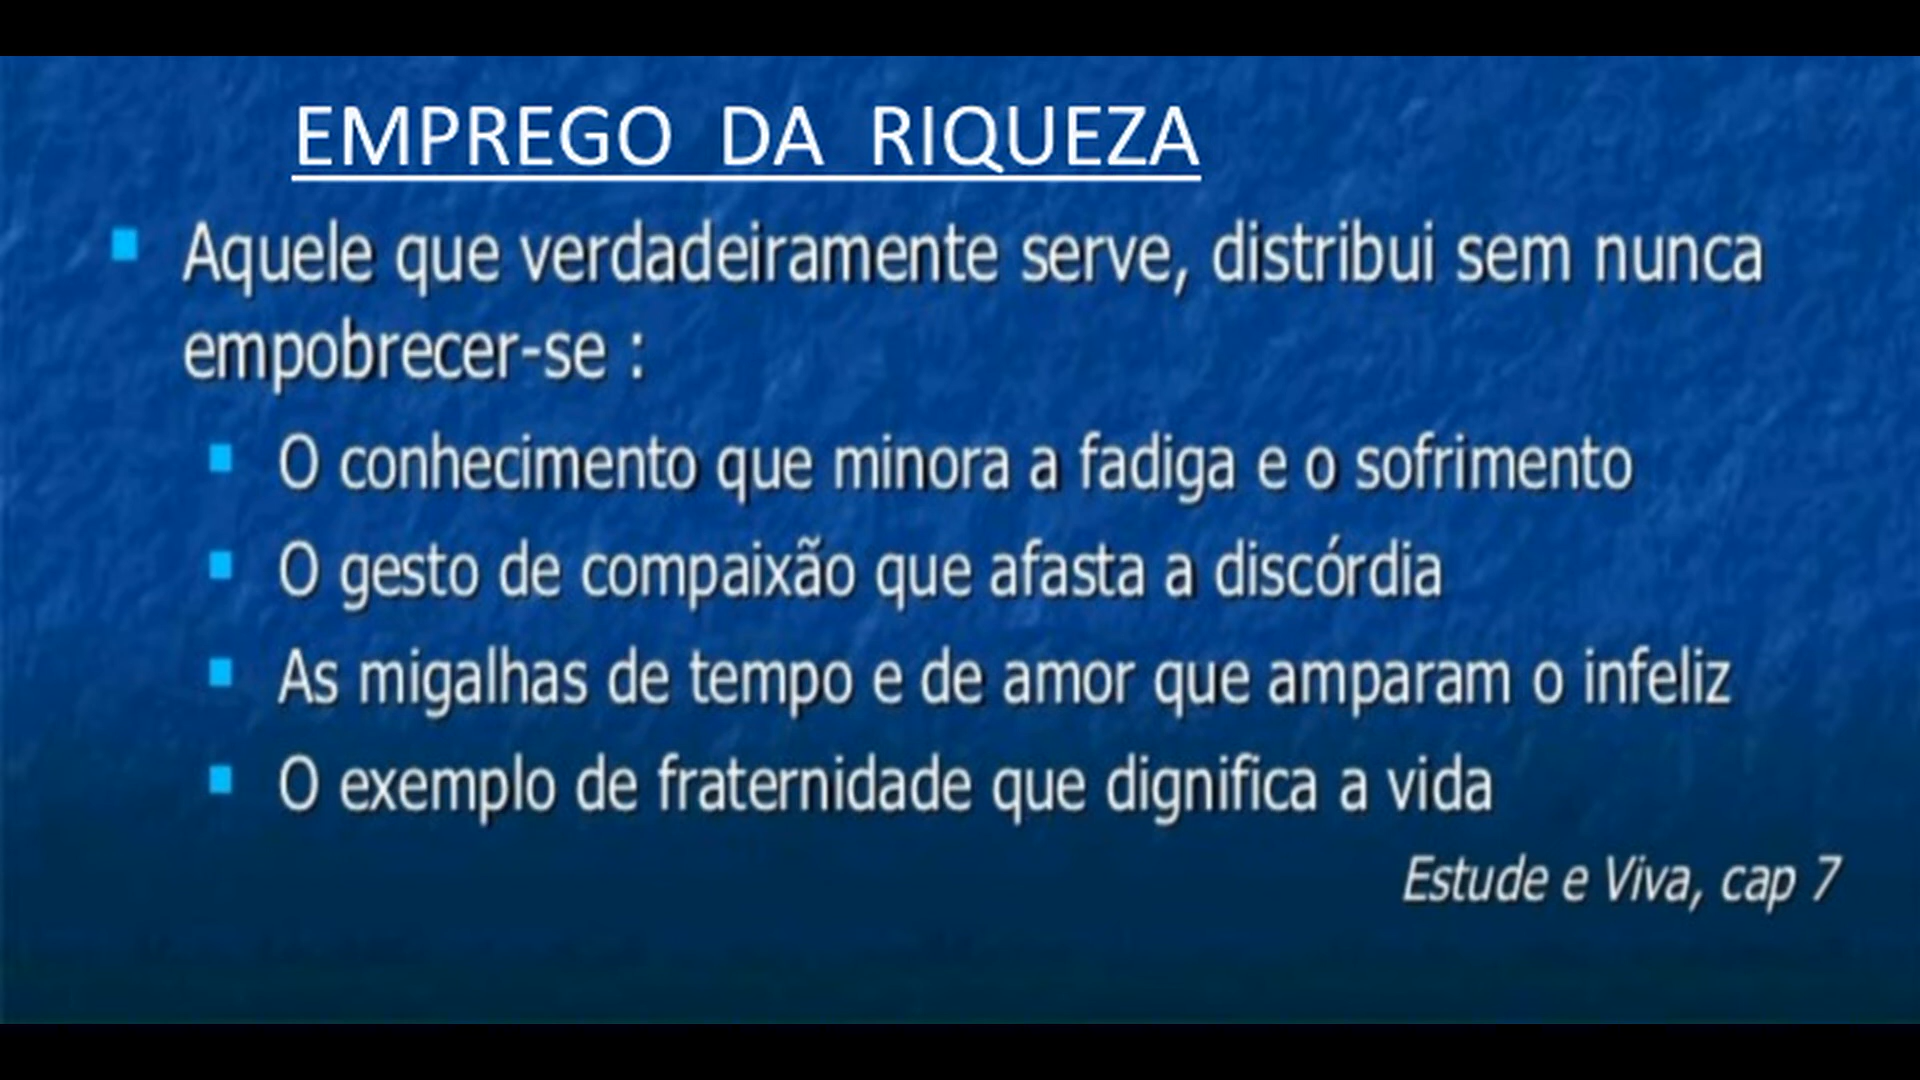 EMPREGO DA RIQUEZA
Aquele que verdadeiramente serve, distribui sem nunca
empobrecer-se :
O conhecimento que minora a fadiga e o sofrimento
O gesto de compaixão que afasta a discórdia
As migalhas de tempo e de amor que amparam o infeliz
O exemplo de fraternidade que dignifica a vida
Estude e Viva, cap 7